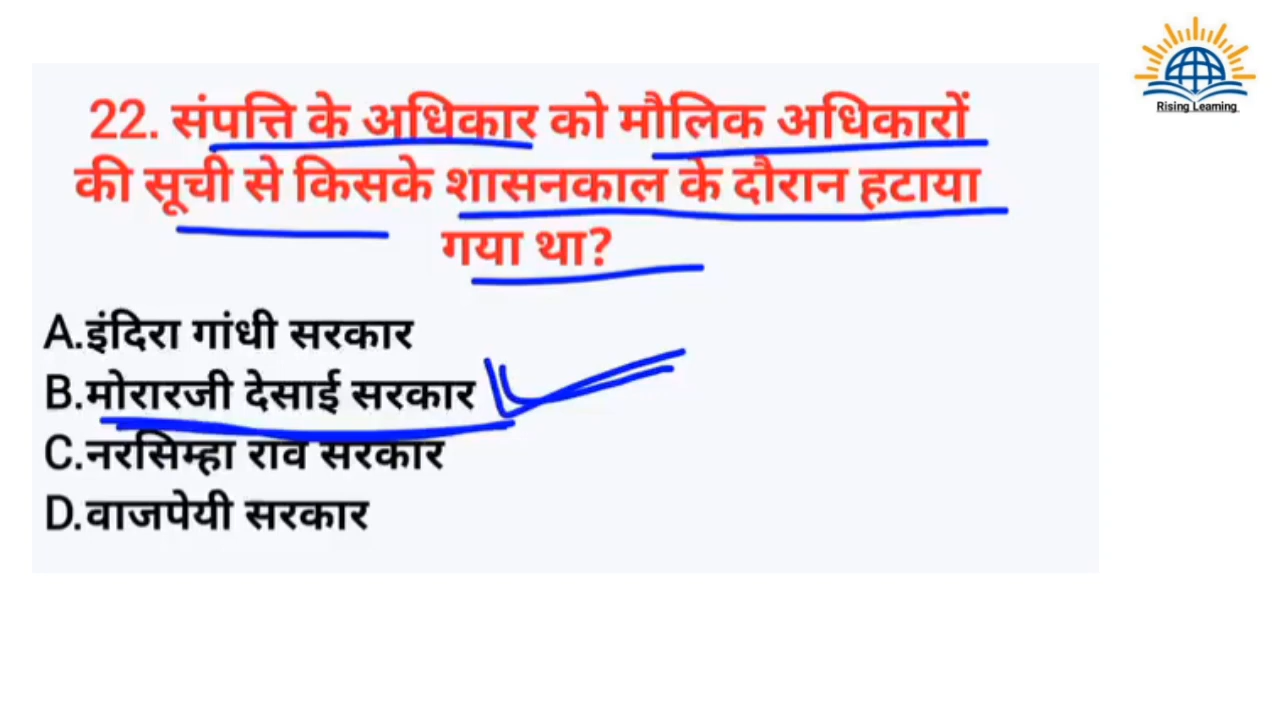 Rising Learning
22. संपत्ति के अधिकार को मौलिक अधिकारों
की सूची से किसके शासनकाल के दौरान हटाया
गया था?
A.इंदिरा गांधी सरकार
B.मोरारजी देसाई सरकार
C.नरसिम्हा राव सरकार
D.वाजपेयी सरकार